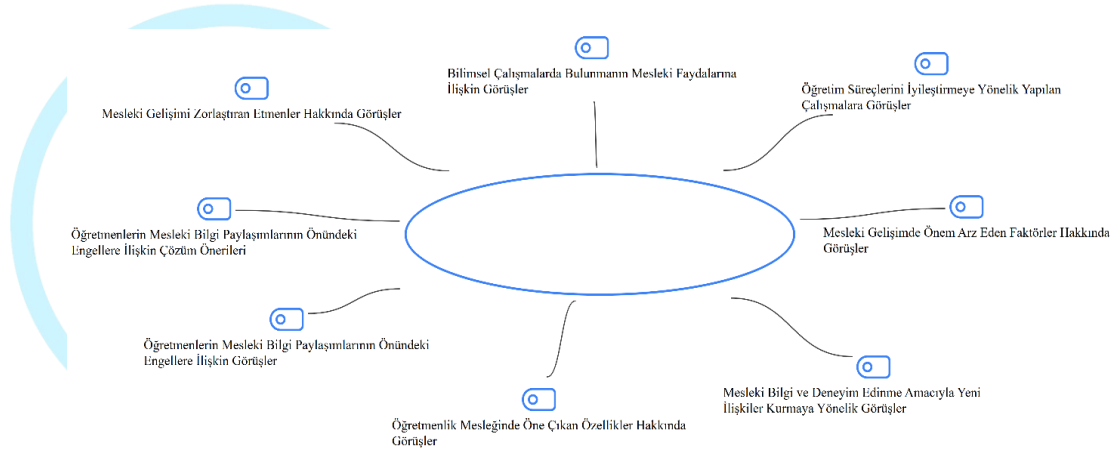 Bilimsel Çalışmalarda Bulunmanın Mesleki Faydalarına
İlişkin Görüşler
Öğretim Süreçlerini İyileştirmeye Yönelik Yapılan
Çalışmalara Görüşler
Mesleki Gelişimi Zorlaştıran Etmenler Hakkında Görüşler
Öğretmenlerin Mesleki Bilgi Paylaşımlarının Önündeki
Engellere İlişkin Çözüm Önerileri
Mesleki Gelişimde Önem Arz Eden Faktörler Hakkında
Görüşler
Öğretmenlerin Mesleki Bilgi Paylaşımlarının Önündeki
Engellere İlişkin Görüşler
Mesleki Bilgi ve Deneyim Edinme Amacıyla Yeni
İlişkiler Kurmaya Yönelik Görüşler
Öğretmenlik Mesleğinde Öne Çıkan Özellikler Hakkında
Görüşler